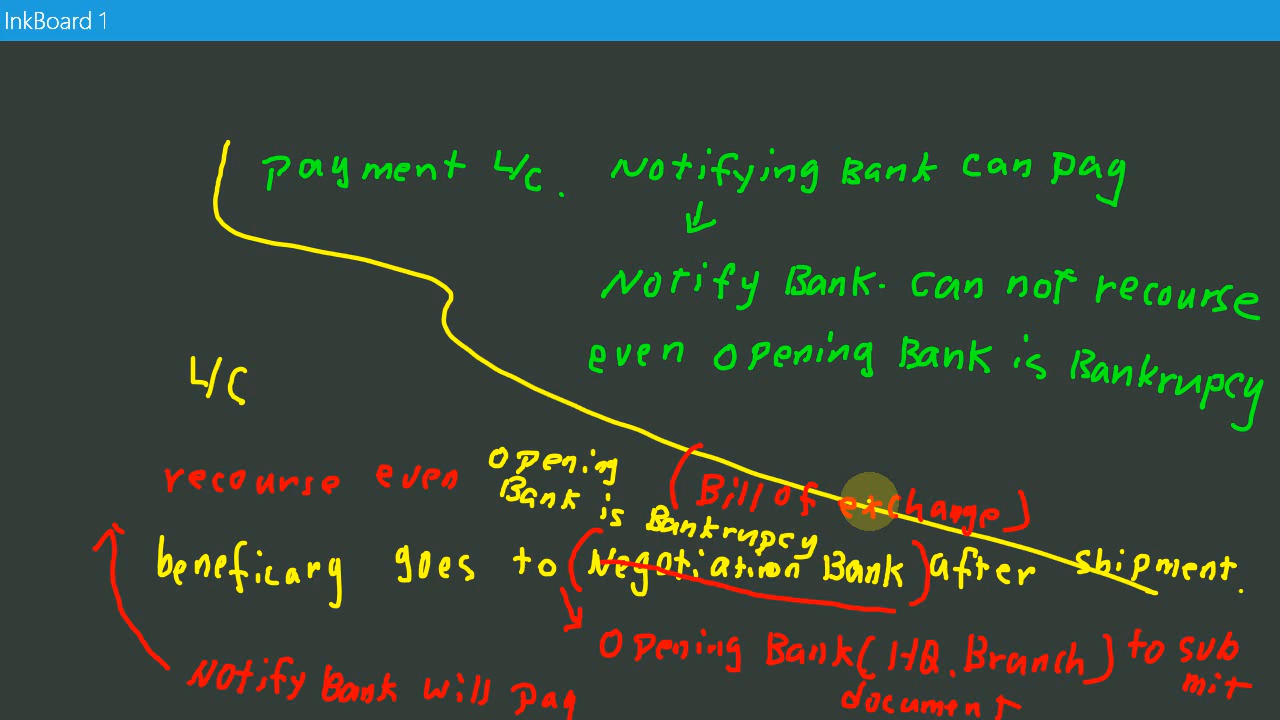 InkBoard 1
Payment L/C. Notifying Bank can pay
Notify Bank. can not recourse
even opening Bank is Bankrupcy
L/C
recourse even opening (Bill of exchange)
Bank is Bankrupcy
beneficary goes to (Negotiation Bank) after shipment.
Opening Bank (HQ. Branch) to sub
mit
Notify Bank will pay document